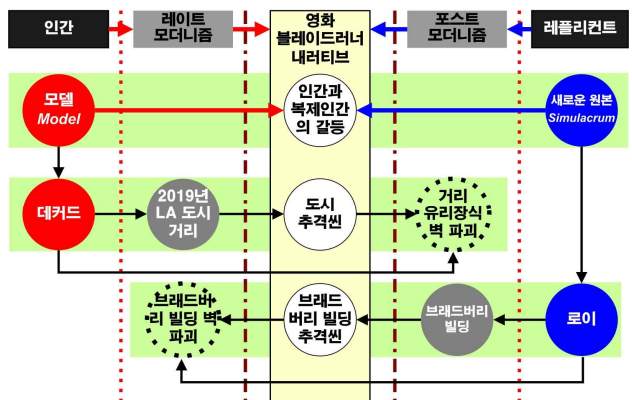 인간
레이트
모더니즘
영화
블레이드러너
내러티브
포스트
모더니즘
레플리컨트
모델
Model
인간과
복제인간
의 갈등
새로운 원본
Simulacrum
데커드
2019년
LA 도시
거리
도시
추격씬
거리
유리장식
벽 파괴
브래드버
리 빌딩 벽
파괴
브래드
버리 빌딩
추격씬
브래드버리
빌딩
로이